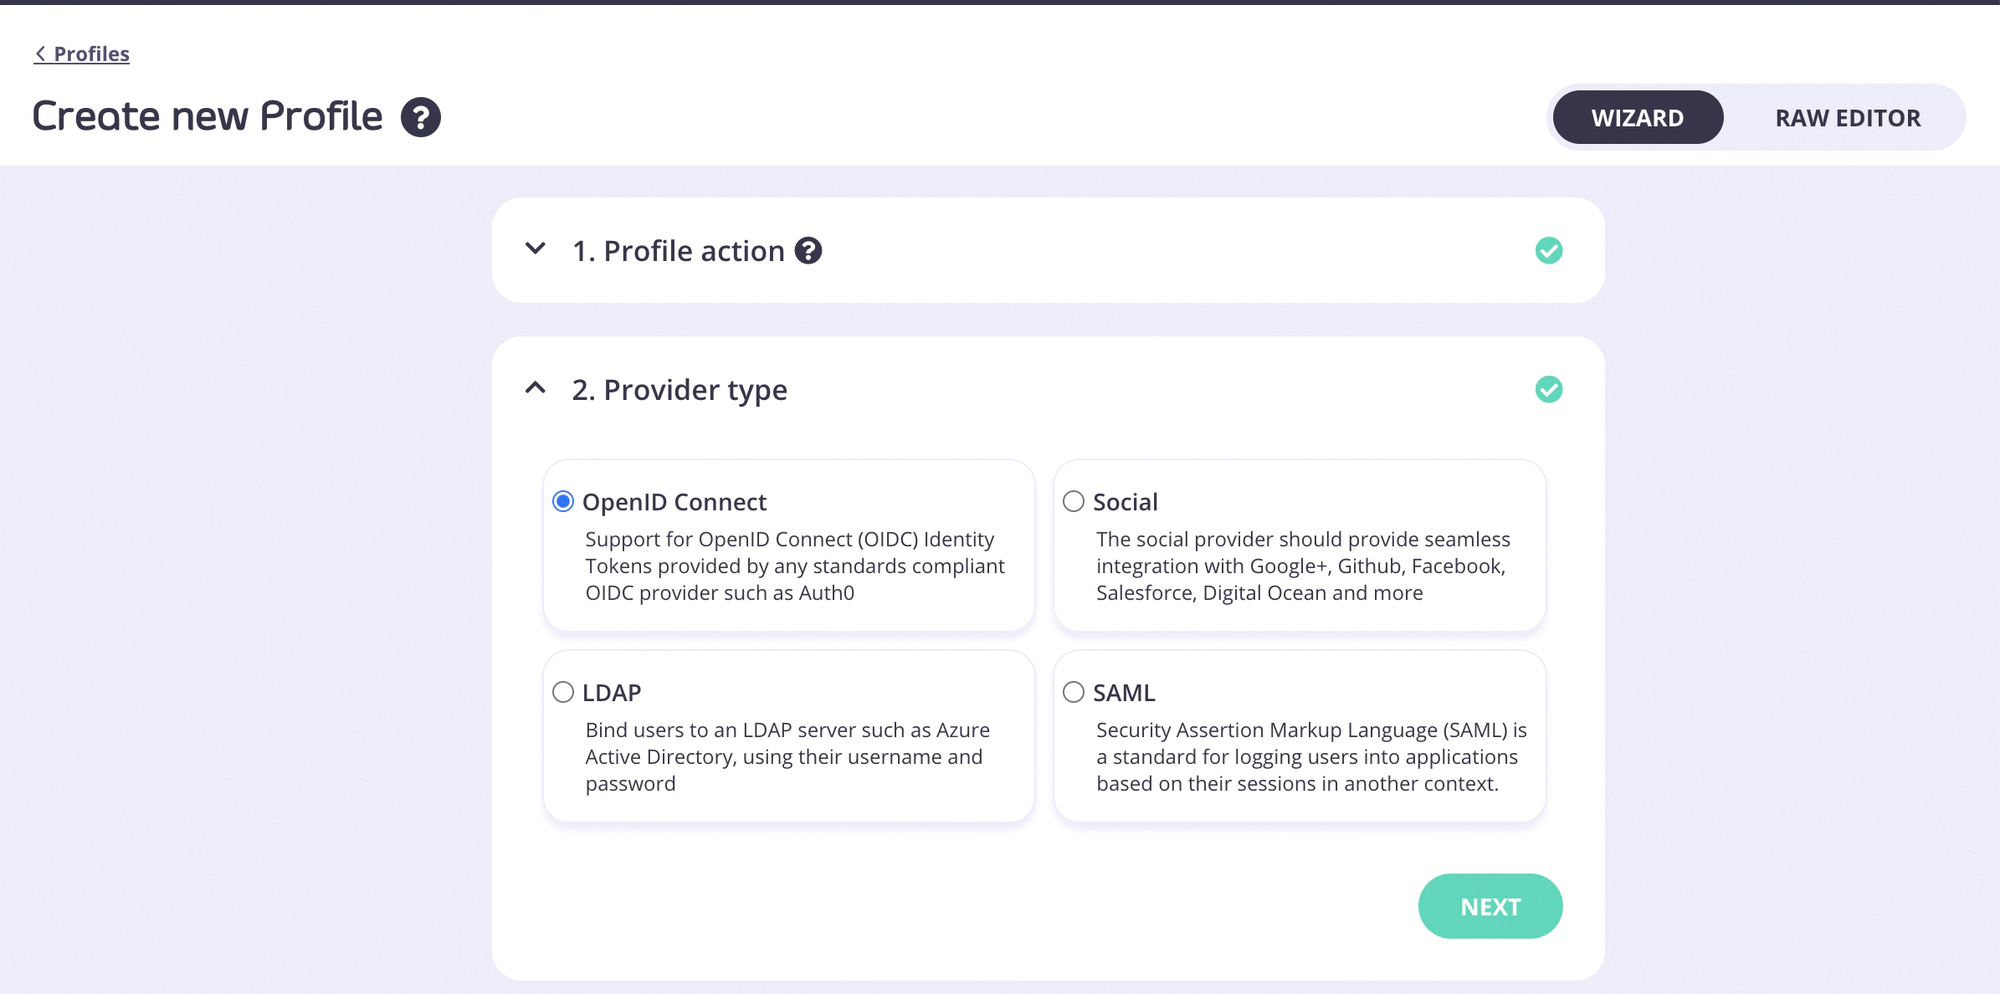 Profiles
Create new Profile ?
WIZARD
RAW EDITOR
1. Profile action ?
2. Provider type
OpenID Connect
Support for OpenID Connect (OIDC) Identity
Tokens provided by any standards compliant
OIDC provider such as Auth0
Social
The social provider should provide seamless
integration with Google+, Github, Facebook,
Salesforce, Digital Ocean and more
LDAP
Bind users to an LDAP server such as Azure
Active Directory, using their username and
password
SAML
Security Assertion Markup Language (SAML) is
a standard for logging users into applications
based on their sessions in another context.
NEXT